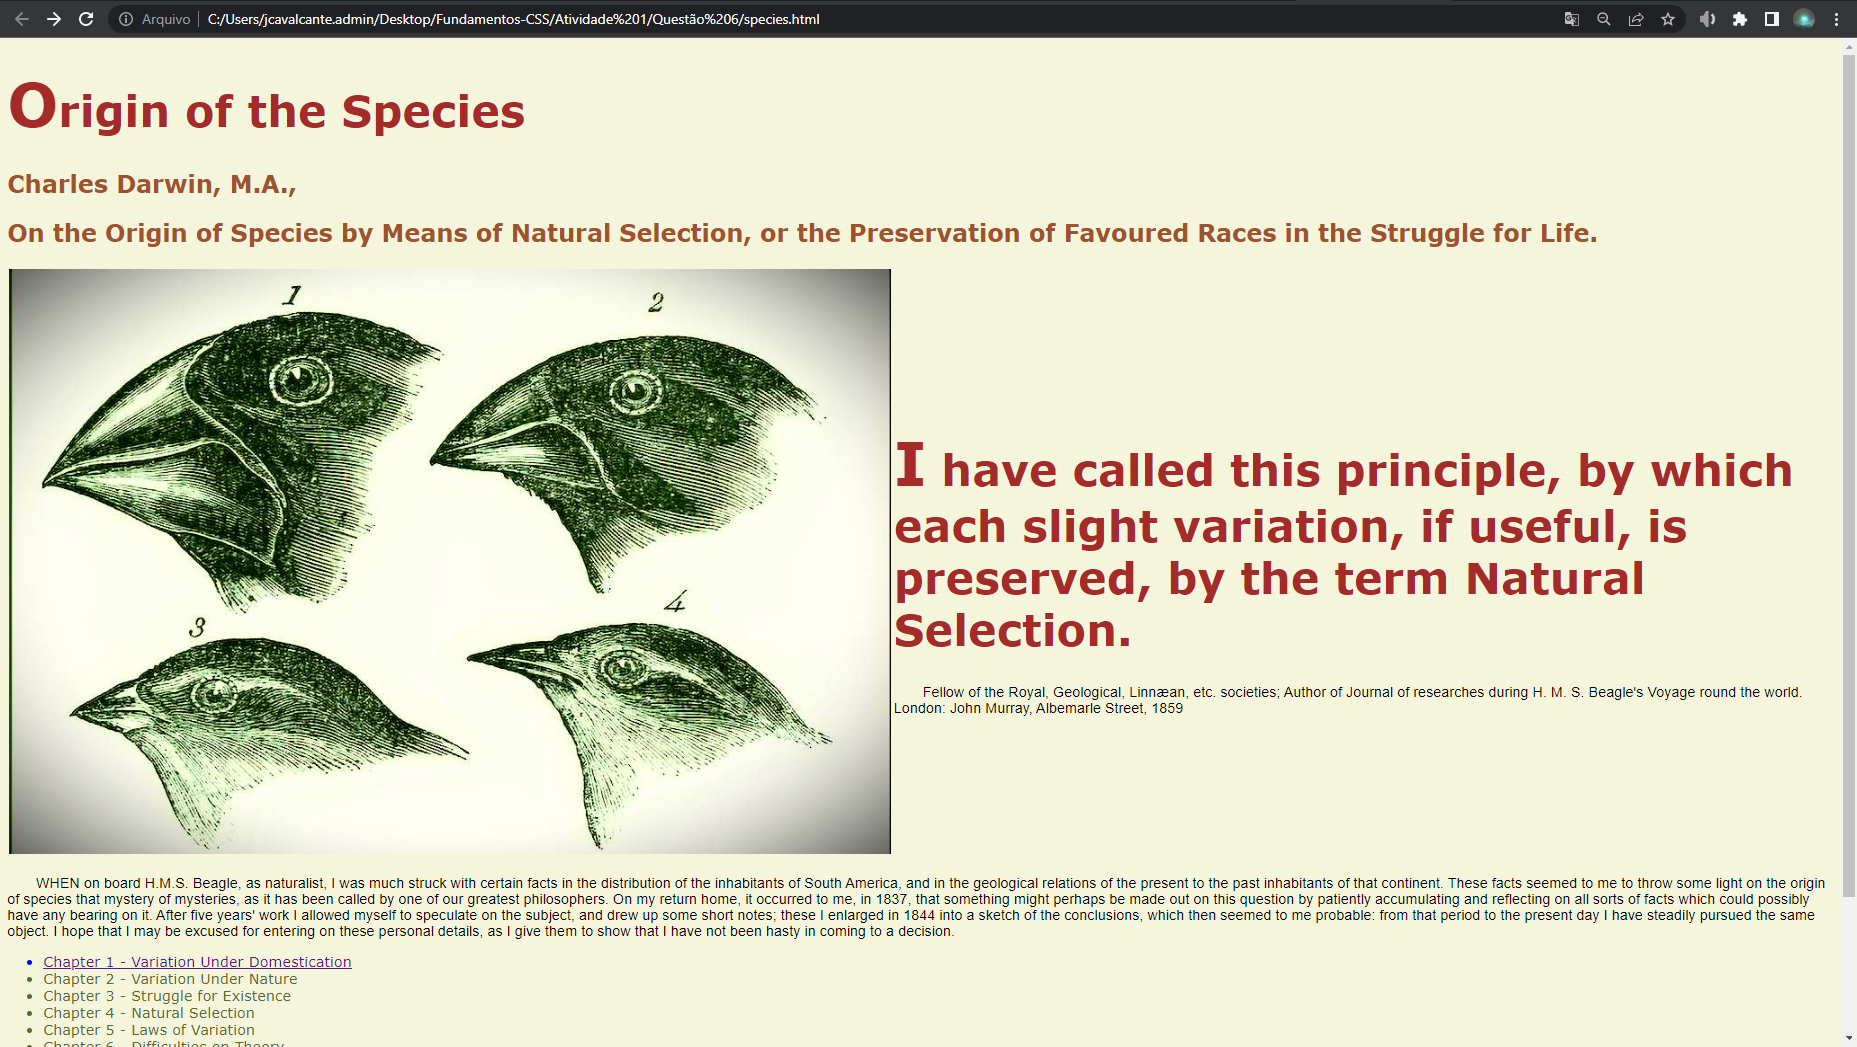 Arquivo C:/Users/jcavalcante.admin/Desktop/Fundamentos-CSS/Atividade%201/Questão%206/species.html
Origin of the Species
Charles Darwin, M.A.,
On the Origin of Species by Means of Natural Selection, or the Preservation of Favoured Races in the Struggle for Life.
1
2
3
4
I have called this principle, by which
each slight variation, if useful, is
preserved, by the term Natural
Selection.
Fellow of the Royal, Geological, Linnæan, etc. societies; Author of Journal of researches during H. M. S. Beagle's Voyage round the world.
London: John Murray, Albemarle Street, 1859
WHEN on board H.M.S. Beagle, as naturalist, I was much struck with certain facts in the distribution of the inhabitants of South America, and in the geological relations of the present to the past inhabitants of that continent. These facts seemed to me to throw some light on the origin
of species that mystery of mysteries, as it has been called by one of our greatest philosophers. On my return home, it occurred to me, in 1837, that something might perhaps be made out on this question by patiently accumulating and reflecting on all sorts of facts which could possibly
have any bearing on it. After five years' work I allowed myself to speculate on the subject, and drew up some short notes; these I enlarged in 1844 into a sketch of the conclusions, which then seemed to me probable: from that period to the present day I have steadily pursued the same
object. I hope that I may be excused for entering on these personal details, as I give them to show that I have not been hasty in coming to a decision.
Chapter 1 - Variation Under Domestication
Chapter 2 - Variation Under Nature
Chapter 3 - Struggle for Existence
Chapter 4 - Natural Selection
Chapter 5 - Laws of Variation
Chapter 6 - Difficulties on Theory